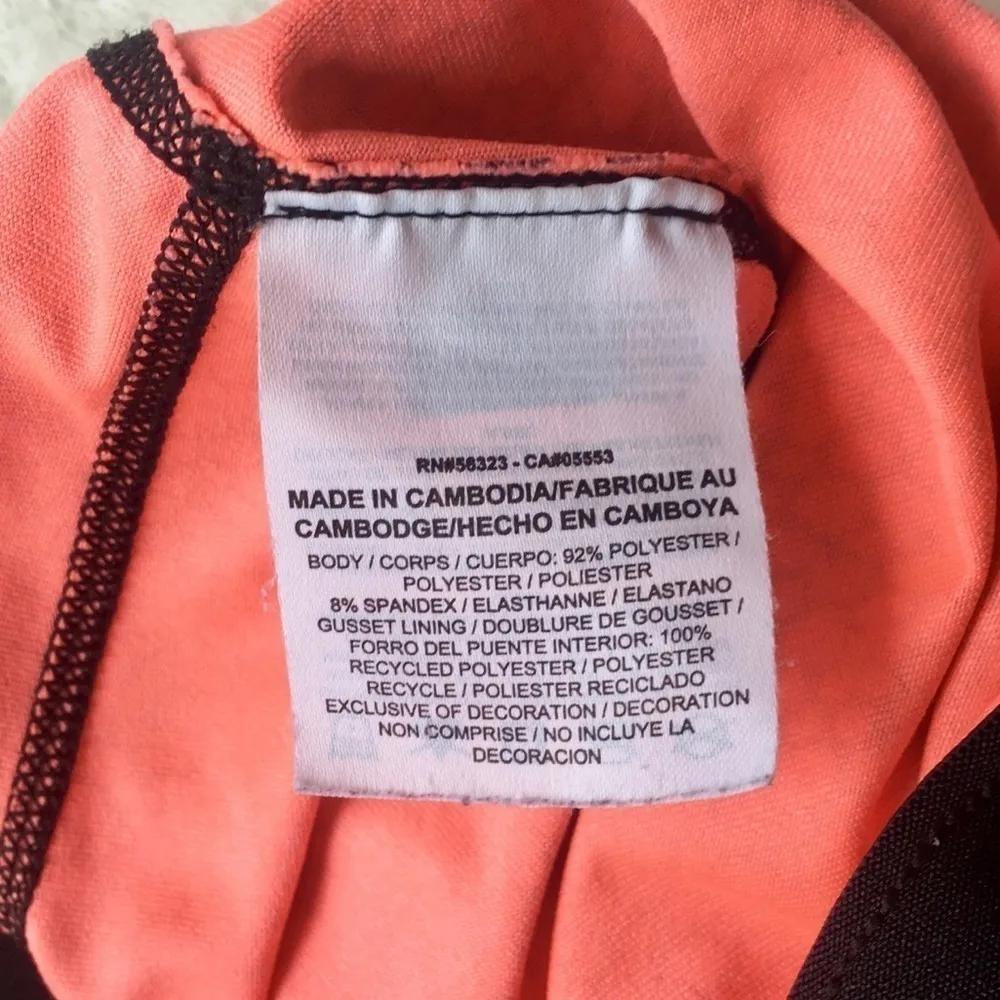 RN#56323 - CA#05553
MADE IN CAMBODIA/FABRIQUE AU
CAMBODGE/HECHO EN CAMBOYA
BODY / CORPS / CUERPO: 92% POLYESTER /
POLYESTER / POLIESTER
8% SPANDEX / ELASTHANNE / ELASTANO
GUSSET LINING / DOUBLURE DE GOUSSET /
FORRO DEL PUENTE INTERIOR: 100%
RECYCLED POLYESTER / POLYESTER
RECYCLE / POLIESTER RECICLADO
EXCLUSIVE OF DECORATION / DECORATION
NON COMPRISE / NO INCLUYE LA
DECORACION